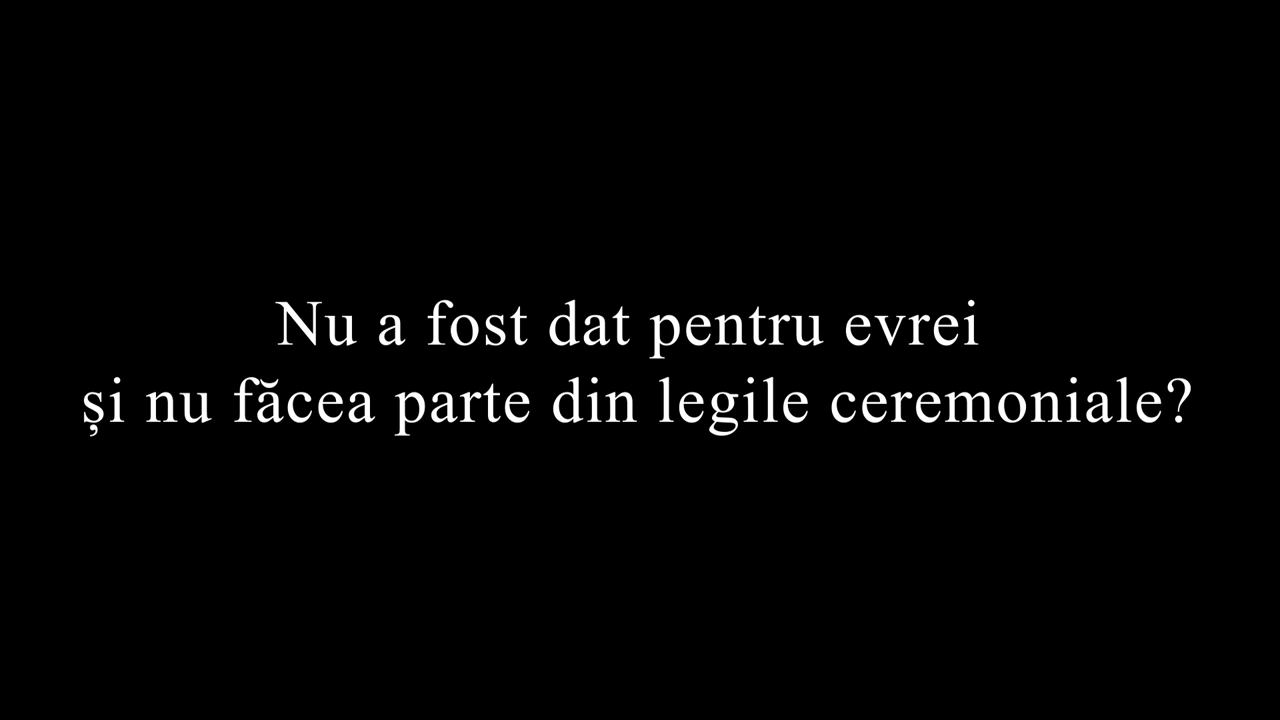 Nu a fost dat pentru evrei
și nu făcea parte din legile ceremoniale?